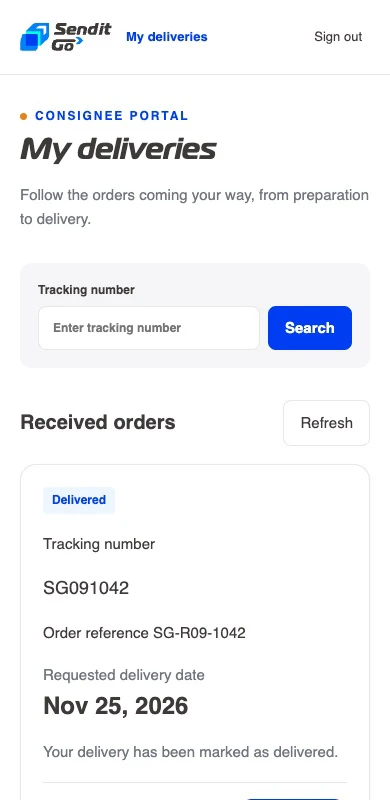 Sendit
Go
My deliveries
Sign out
CONSIGNEE PORTAL
My deliveries
Follow the orders coming your way, from preparation
to delivery.
Tracking number
Enter tracking number
Search
Received orders
Refresh
Delivered
Tracking number
SG091042
Order reference SG-R09-1042
Requested delivery date
Nov 25, 2026
Your delivery has been marked as delivered.